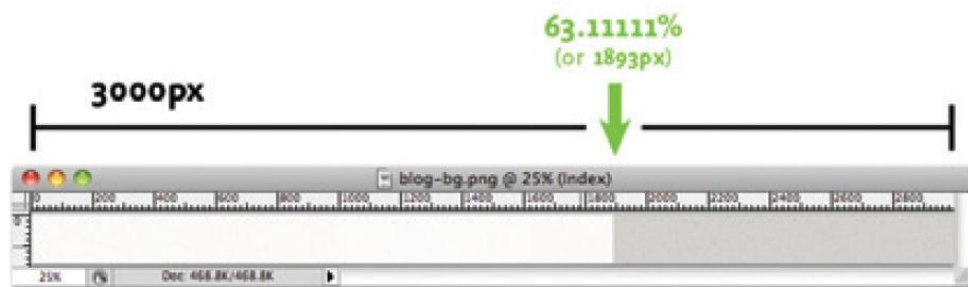 63.11111%
(or 1893px)
3000px
blog-bg.png @ 25% (Index)
0 200 400 600 800 1000 1200 1400 1600 1800 2000 2200 2400 2600 2800
0
25% Doc: 468.8K/468.8K